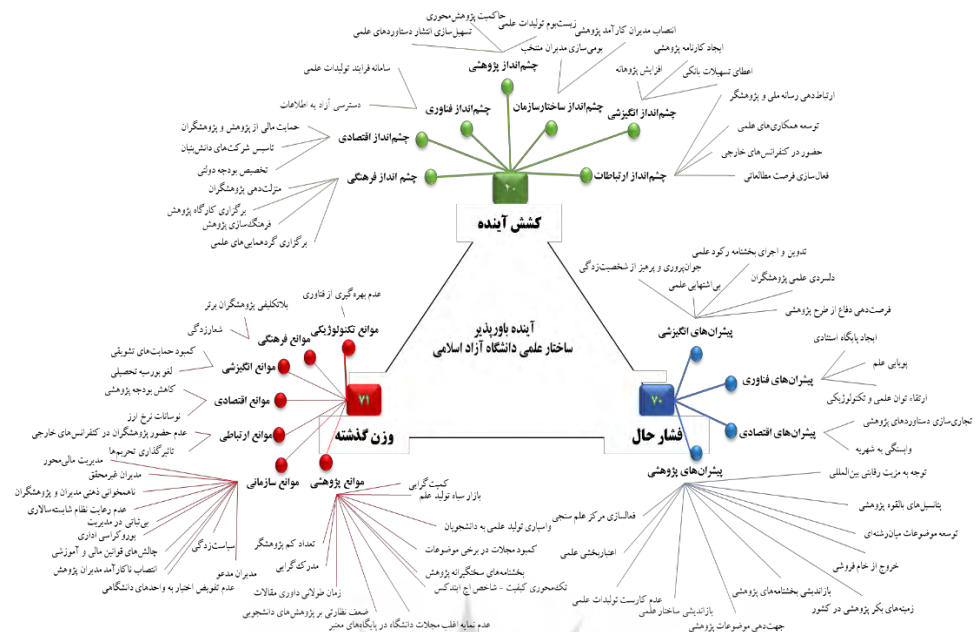 حاکمیت پژوهش‌محوری
زیست‌بوم تولیدات علمی
تسهیل‌سازی انتشار دستاوردهای علمی
انتصاب مدیران کارآمد پژوهشی
بومی‌سازی مدیران منتخب
ایجاد کارنامه پژوهشی
اعطای تسهیلات بانکی
افزایش پژوهانه
ارتباط‌دهی رسانه ملی و پژوهشگر
توسعه همکاری‌های علمی
حضور در کنفرانس‌های خارجی
فعال‌سازی فرصت مطالعاتی
سامانه فرایند تولیدات علمی
دسترسی آزاد به اطلاعات
حمایت مالی از پژوهش و پژوهشگران
تاسیس شرکت‌های دانش‌بنیان
تخصیص بودجه دولتی
منزلت‌دهی پژوهشگران
برگزاری کارگاه پژوهش
فرهنگ‌سازی پژوهش
برگزاری گردهمایی‌های علمی
چشم‌انداز پژوهشی
چشم‌انداز انگیزشی
چشم‌انداز ساختارسازمان
چشم‌انداز فناوری
چشم‌انداز اقتصادی
چشم انداز فرهنگی
چشم‌انداز ارتباطات
کشش آینده
آینده باورپذیر
ساختار علمی دانشگاه آزاد اسلامی
تدوین و اجرای بخشنامه رکود علمی
جوان‌پروری و پرهیز از شخصیت‌زدگی
دلسردی علمی پژوهشگران
بی‌اشتهایی علمی
فرصت‌دهی دفاع از طرح پژوهشی
پیشران‌های انگیزشی
ایجاد پایگاه استنادی
پویایی علم
ارتقاء توان علمی و تکنولوژیکی
پیشران‌های فناوری
تجاری‌سازی دستاوردهای پژوهشی
وابستگی به شهریه
پیشران‌های اقتصادی
پیشران‌های پژوهشی
۷۰
فشار حال
توجه به مزیت رقابتی بین‌المللی
پتانسیل‌های بالقوه پژوهشی
توسعه موضوعات میان‌رشته‌ای
خروج از خام فروشی
زمینه‌های بکر پژوهشی در کشور
بازاندیشی بخشنامه‌های پژوهشی
جهت‌دهی موضوعات پژوهشی
بازاندیشی ساختار علمی
عدم کاربست تولیدات علمی
اعتباربخشی علمی
فعالسازی مرکز علم سنجی
عدم بهره‌گیری از فناوری
موانع تکنولوژیکی
بلاتکلیفی پژوهشگران برتر
شعارزدگی
موانع فرهنگی
کمبود حمایت‌های تشویقی
لغو بورسیه تحصیلی
موانع انگیزشی
کاهش بودجه پژوهشی
نوسانات نرخ ارز
موانع اقتصادی
عدم حضور پژوهشگران در کنفرانس‌های خارجی
تاثیرگذاری تحریم‌ها
موانع ارتباطی
موانع سازمانی
موانع پژوهشی
۷۱
وزن گذشته
مدیریت مالی‌محور
مدیران غیرمحقق
ناهمخوانی ذهنی مدیران و پژوهشگران
عدم رعایت نظام شایسته‌سالاری
بی‌ثباتی در مدیریت
بوروکراسی اداری
چالش‌های قوانین مالی و آموزشی
انتصاب ناکارآمد مدیران پژوهش
عدم تفویض اختیار به واحدهای دانشگاهی
سیاست‌زدگی
مدیران مدعو
کمیت‌گرایی
بازار سیاه تولید علم
واسپاری تولید علمی به دانشجویان
کمبود مجلات در برخی موضوعات
بخشنامه‌های سختگیرانه پژوهش
تک‌محوری کیفیت - شاخص اچ ایندکس
تعداد کم پژوهشگر
مدرک‌گرایی
زمان طولانی داوری مقالات
ضعف نظارتی بر پژوهش‌های دانشجویی
عدم نمایه اغلب مجلات دانشگاه در پایگاه‌های معتبر